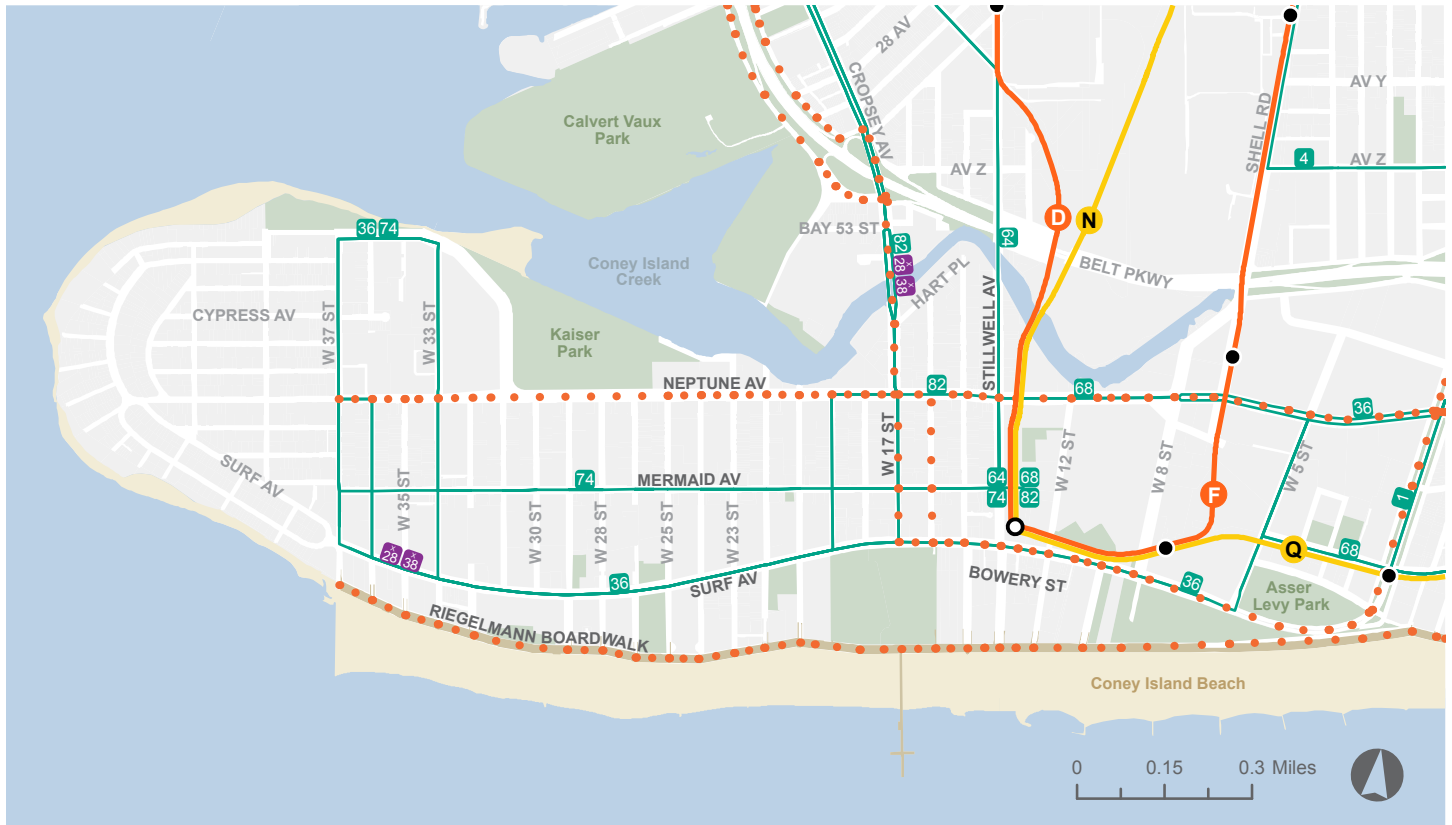 28 AV
CROPSEY AV
Calvert Vaux
Park
SHELL RD
AV Y
4
AV Z
AV Z
36 74
BAY 53 ST
D
N
64
82
X 28
X 38
HART PL
Coney Island
Creek
BELT PKWY
CYPRESS AV
W 37 ST
W 33 ST
Kaiser
Park
STILLWELL AV
NEPTUNE AV
82
68
36
W 17 ST
W 12 ST
W 8 ST
W 5 ST
SURF AV
W 35 ST
74
MERMAID AV
64
68
74
82
F
1
W 30 ST
W 28 ST
W 25 ST
W 23 ST
X 28
X 38
36
SURF AV
BOWERY ST
36
Q
68
Asser
Levy Park
RIEGELMANN BOARDWALK
Coney Island Beach
0 0.15 0.3 Miles